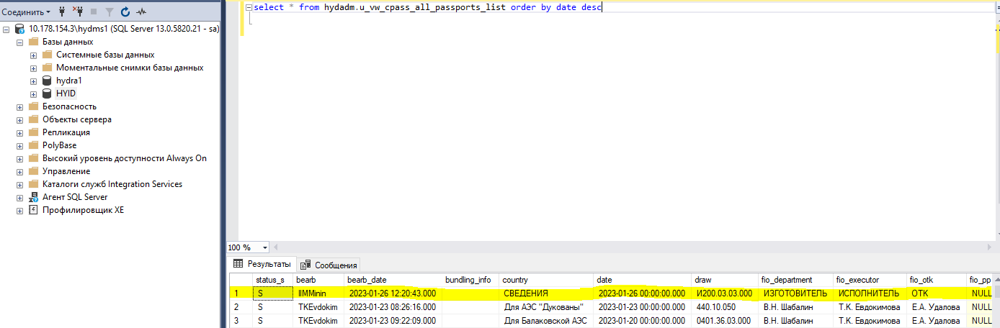 Соединить
10.178.154.3\hydms1 (SQL Server 13.0.5820.21 - sa)
Базы данных
Системные базы данных
Моментальные снимки базы данных
hydra1
HYID
Безопасность
Объекты сервера
Репликация
PolyBase
Высокий уровень доступности Always On
Управление
Каталоги служб Integration Services
Агент SQL Server
Профилировщик XE
select * from hydadm.u_vw_cpass_all_passports_list order by date desc
100 %
Результаты Сообщения
status_s bearb bearb_date bundling_info country date draw fio_department fio_executor fio_otk fio_pp
1 S IIMMinin 2023-01-26 12:20:43.000 СВЕДЕНИЯ 2023-01-26 00:00:00.000 И200.03.03.000 ИЗГОТОВИТЕЛЬ ИСПОЛНИТЕЛЬ ОТК NULL
2 S TKEvdokim 2023-01-23 08:26:16.000 Для АЭС "Дукованы" 2023-01-23 00:00:00.000 440.10.050 В.Н. Шабалин Т.К. Евдокимова Е.А. Удалова NULL
3 S TKEvdokim 2023-01-23 09:22:09.000 Для Балаковской АЭС 2023-01-20 00:00:00.000 0401.36.03.000 В.Н. Шабалин Т.К. Евдокимова Е.А. Удалова NULL